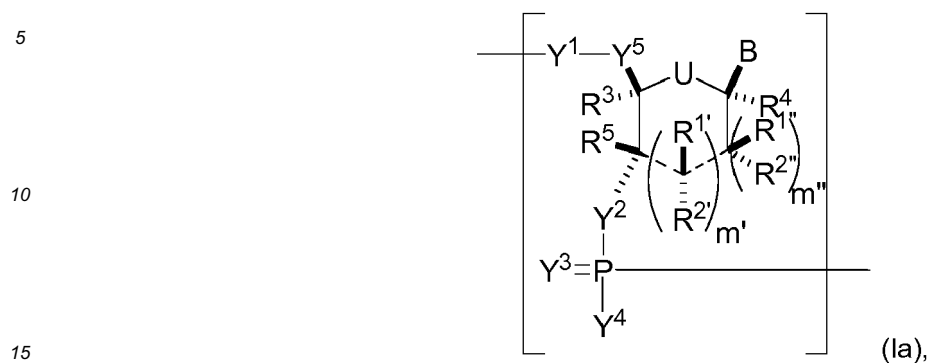 5
Y¹ Y⁵ U B
R³ R⁴
R⁵ R¹' R¹"
R²"
10
Y² R²' m' m"
Y³=P
Y⁴
15 (Ia),